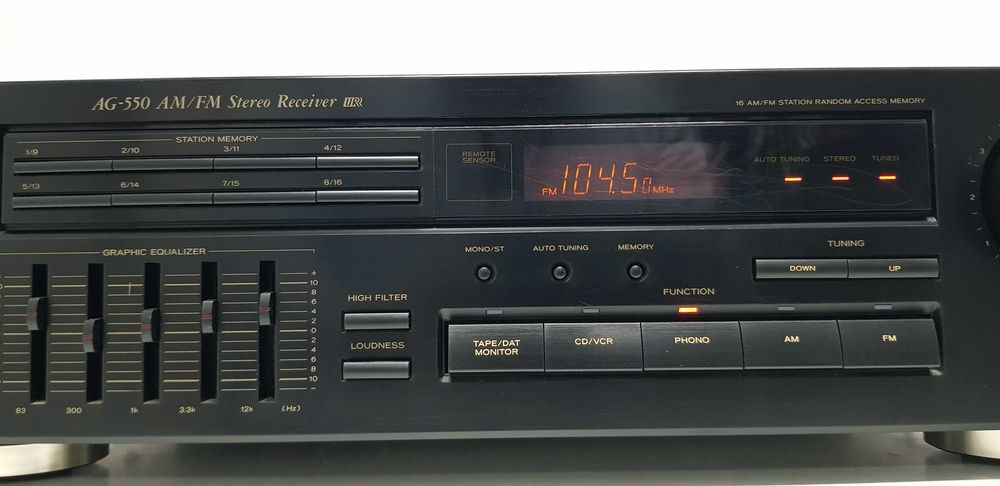 AG-550 AM/FM Stereo Receiver
16 AM/FM STATION RANDOM ACCESS MEMORY
STATION MEMORY
1/9 2/10 3/11 4/12
5/13 6/14 7/15 8/16
REMOTE
SENSOR
FM 104.50 MHz
AUTO TUNING STEREO TUNED
MONO/ST AUTO TUNING MEMORY
TUNING
DOWN UP
GRAPHIC EQUALIZER
+
10
8
6
4
2
0
2
4
6
8
10
−
83 300 1k 3.3k 12k (Hz)
HIGH FILTER
LOUDNESS
FUNCTION
TAPE/DAT
MONITOR
CD/VCR
PHONO
AM
FM
3
2
1